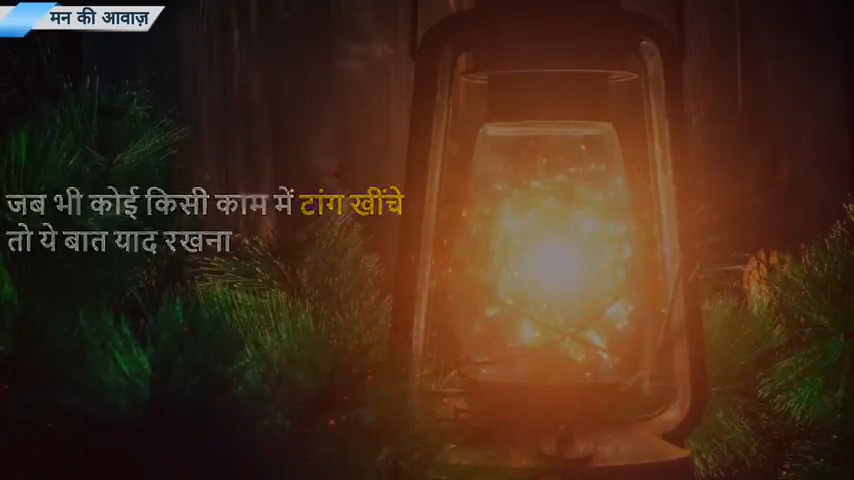 मन की आवाज़
जब भी कोई किसी काम में टांग खींचे
तो ये बात याद रखना